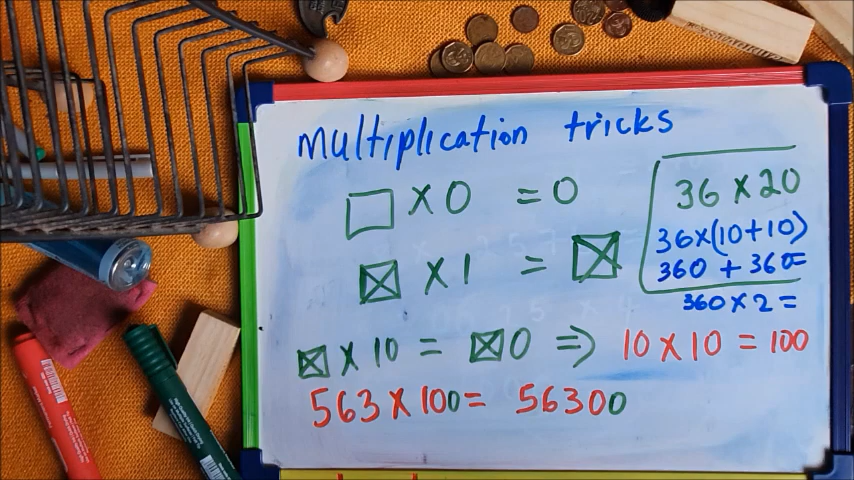 multiplication tricks
□ × 0 = 0
☒ × 1 = ☒
☒ × 10 = ☒0 ⇒ 10 × 10 = 100
563 × 100 = 56300
36 × 20
36×(10+10)
360 + 360=
360 × 2 =